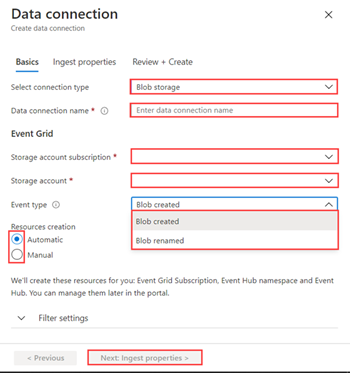 Data connection
Create data connection
Basics Ingest properties Review + Create
Select connection type Blob storage
Data connection name * Enter data connection name
Event Grid
Storage account subscription *
Storage account *
Event type Blob created
Blob created
Resources creation
Automatic
Blob renamed
Manual
We'll create these resources for you: Event Grid Subscription, Event Hub namespace and Event
Hub. You can manage them later in the portal.
Filter settings
< Previous Next: Ingest properties >